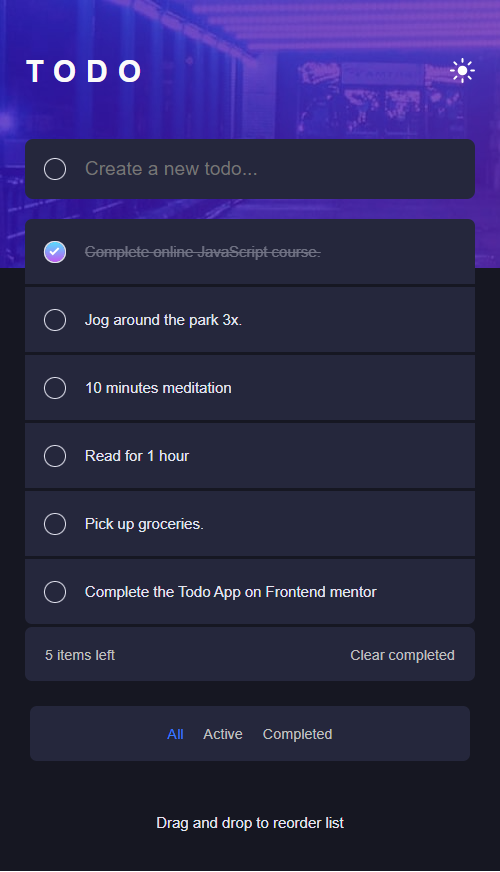 TODO
Create a new todo...
Complete online JavaScript course.
Jog around the park 3x.
10 minutes meditation
Read for 1 hour
Pick up groceries.
Complete the Todo App on Frontend mentor
5 items left Clear completed
All Active Completed
Drag and drop to reorder list